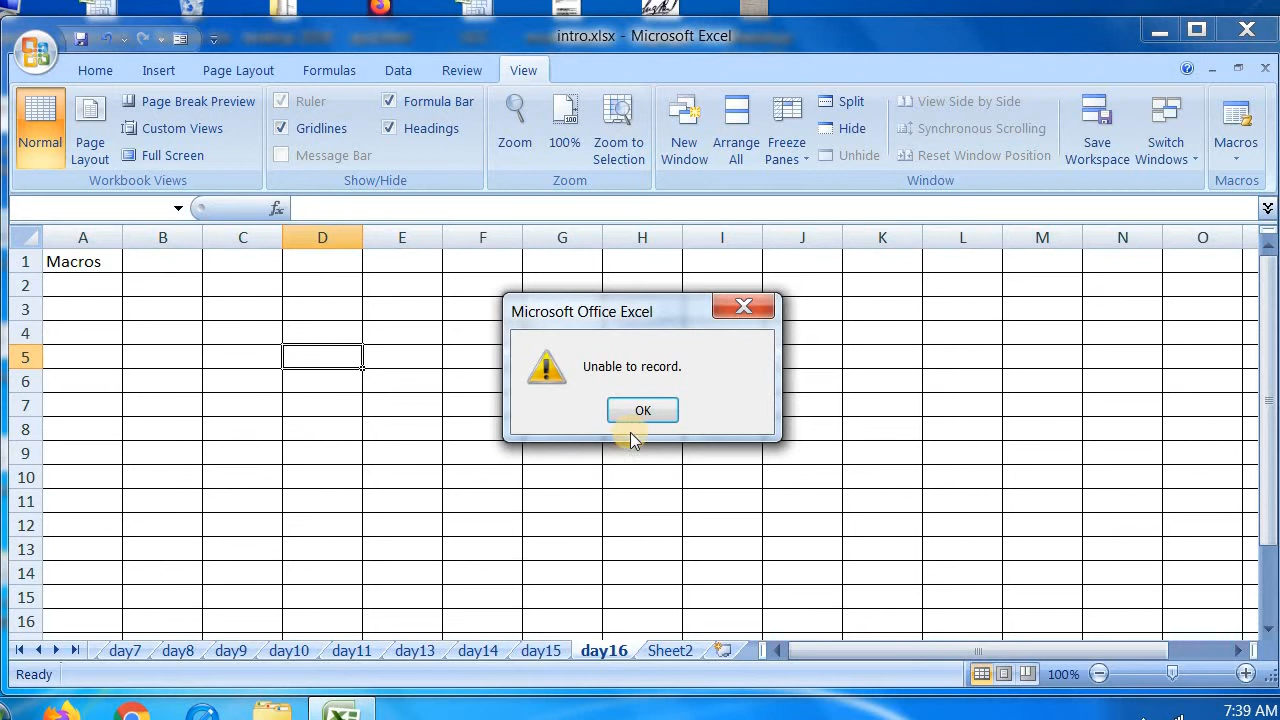 intro.xlsx - Microsoft Excel
Home Insert Page Layout Formulas Data Review View
Normal
Page Layout
Page Break Preview
Custom Views
Full Screen
Workbook Views
Ruler
Gridlines
Message Bar
Formula Bar
Headings
Show/Hide
Zoom
100%
Zoom to Selection
Zoom
New Window
Arrange All
Freeze Panes
Split
Hide
Unhide
View Side by Side
Synchronous Scrolling
Reset Window Position
Save Workspace
Switch Windows
Window
Macros
Macros
fx
A B C D E F G H I J K L M N O
1 Macros
2
3
4
5
6
7
8
9
10
11
12
13
14
15
16
Microsoft Office Excel
Unable to record.
OK
day7 day8 day9 day10 day11 day13 day14 day15 day16 Sheet2
Ready
100%
7:39 AM